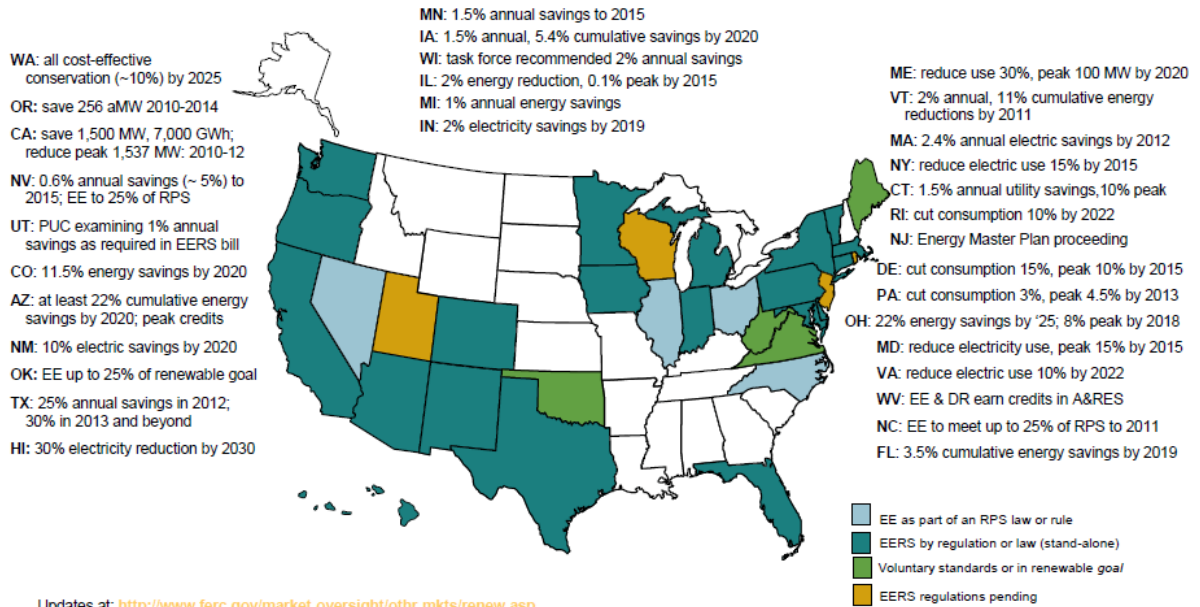 MN: 1.5% annual savings to 2015
IA: 1.5% annual, 5.4% cumulative savings by 2020
WI: task force recommended 2% annual savings
IL: 2% energy reduction, 0.1% peak by 2015
MI: 1% annual energy savings
IN: 2% electricity savings by 2019
WA: all cost-effective
conservation (~10%) by 2025
OR: save 256 aMW 2010-2014
CA: save 1,500 MW, 7,000 GWh;
reduce peak 1,537 MW: 2010-12
NV: 0.6% annual savings (~ 5%) to
2015; EE to 25% of RPS
UT: PUC examining 1% annual
savings as required in EERS bill
CO: 11.5% energy savings by 2020
AZ: at least 22% cumulative energy
savings by 2020; peak credits
NM: 10% electric savings by 2020
OK: EE up to 25% of renewable goal
TX: 25% annual savings in 2012;
30% in 2013 and beyond
HI: 30% electricity reduction by 2030
ME: reduce use 30%, peak 100 MW by 2020
VT: 2% annual, 11% cumulative energy
reductions by 2011
MA: 2.4% annual electric savings by 2012
NY: reduce electric use 15% by 2015
CT: 1.5% annual utility savings,10% peak
RI: cut consumption 10% by 2022
NJ: Energy Master Plan proceeding
DE: cut consumption 15%, peak 10% by 2015
PA: cut consumption 3%, peak 4.5% by 2013
OH: 22% energy savings by '25; 8% peak by 2018
MD: reduce electricity use, peak 15% by 2015
VA: reduce electric use 10% by 2022
WV: EE & DR earn credits in A&RES
NC: EE to meet up to 25% of RPS to 2011
FL: 3.5% cumulative energy savings by 2019
EE as part of an RPS law or rule
EERS by regulation or law (stand-alone)
Voluntary standards or in renewable goal
EERS regulations pending
Updates at: http://www.ferc.gov/market oversight/othr mkts/renew.asp